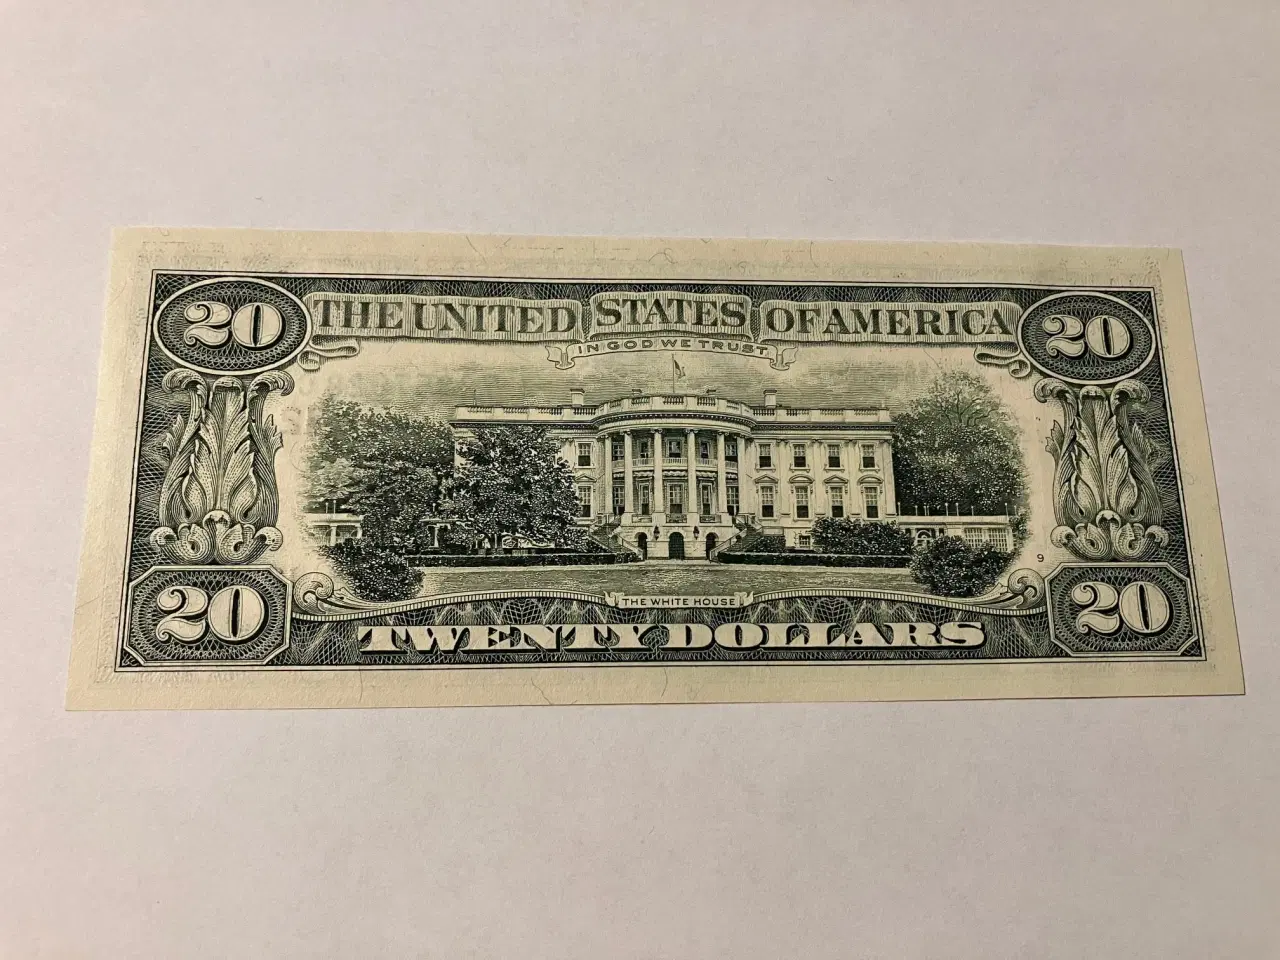 20 THE UNITED STATES OF AMERICA 20
IN GOD WE TRUST
9
THE WHITE HOUSE
20 TWENTY DOLLARS 20